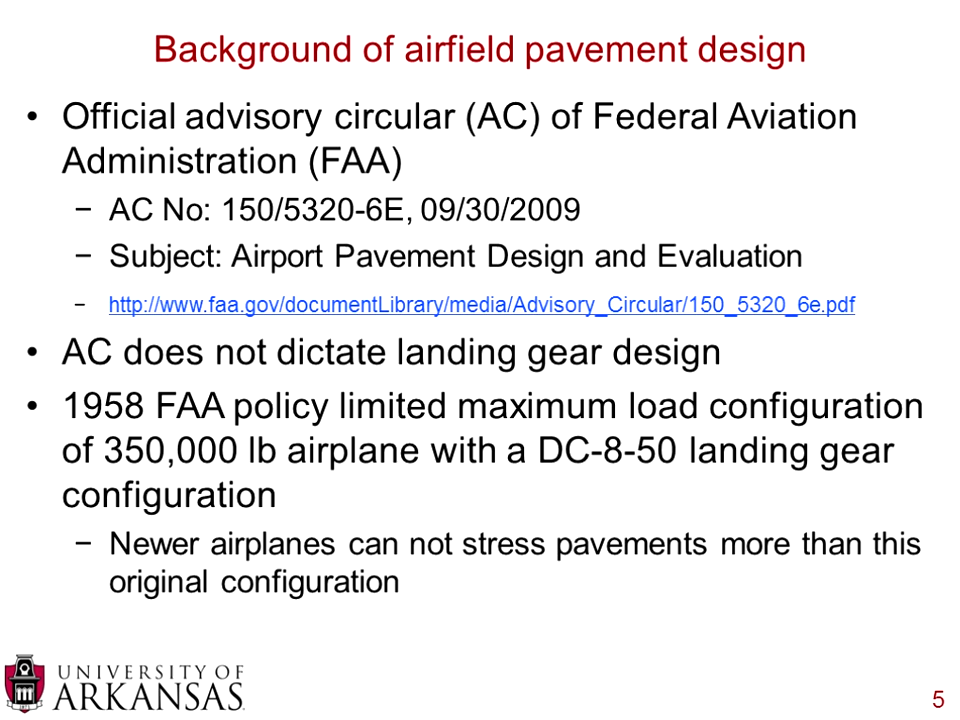 Background of airfield pavement design
• Official advisory circular (AC) of Federal Aviation
Administration (FAA)
− AC No: 150/5320-6E, 09/30/2009
− Subject: Airport Pavement Design and Evaluation
− http://www.faa.gov/documentLibrary/media/Advisory_Circular/150_5320_6e.pdf
• AC does not dictate landing gear design
• 1958 FAA policy limited maximum load configuration
of 350,000 lb airplane with a DC-8-50 landing gear
configuration
− Newer airplanes can not stress pavements more than this
original configuration
UNIVERSITY OF
ARKANSAS
5